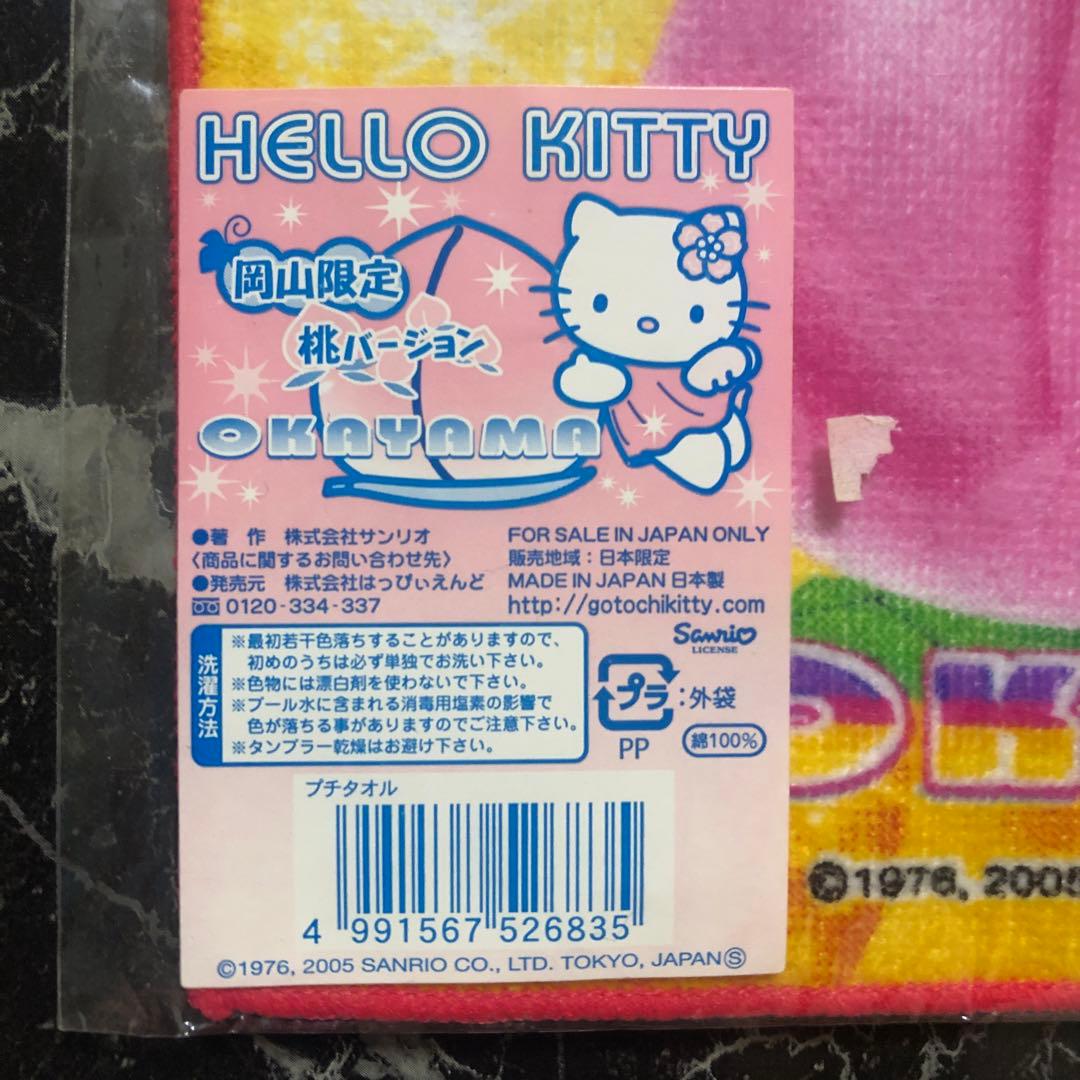 HELLO KITTY
岡山限定
桃バージョン
OKAYAMA
●著 作 株式会社サンリオ
〈商品に関するお問い合わせ先〉
●発売元 株式会社はっぴぃえんど
0120-334-337
FOR SALE IN JAPAN ONLY
販売地域：日本限定
MADE IN JAPAN 日本製
http://gotochikitty.com
洗濯方法
※最初若干色落ちすることがありますので、
初めのうちは必ず単独でお洗い下さい。
※色物には漂白剤を使わないで下さい。
※プール水に含まれる消毒用塩素の影響で
色が落ちる事がありますのでご注意下さい。
※タンブラー乾燥はお避け下さい。
Sanrio
LICENSE
プラ：外袋
PP
綿100%
プチタオル
4 991567 526835
©1976, 2005 SANRIO CO., LTD. TOKYO, JAPAN Ⓢ
OK
©1976, 2005